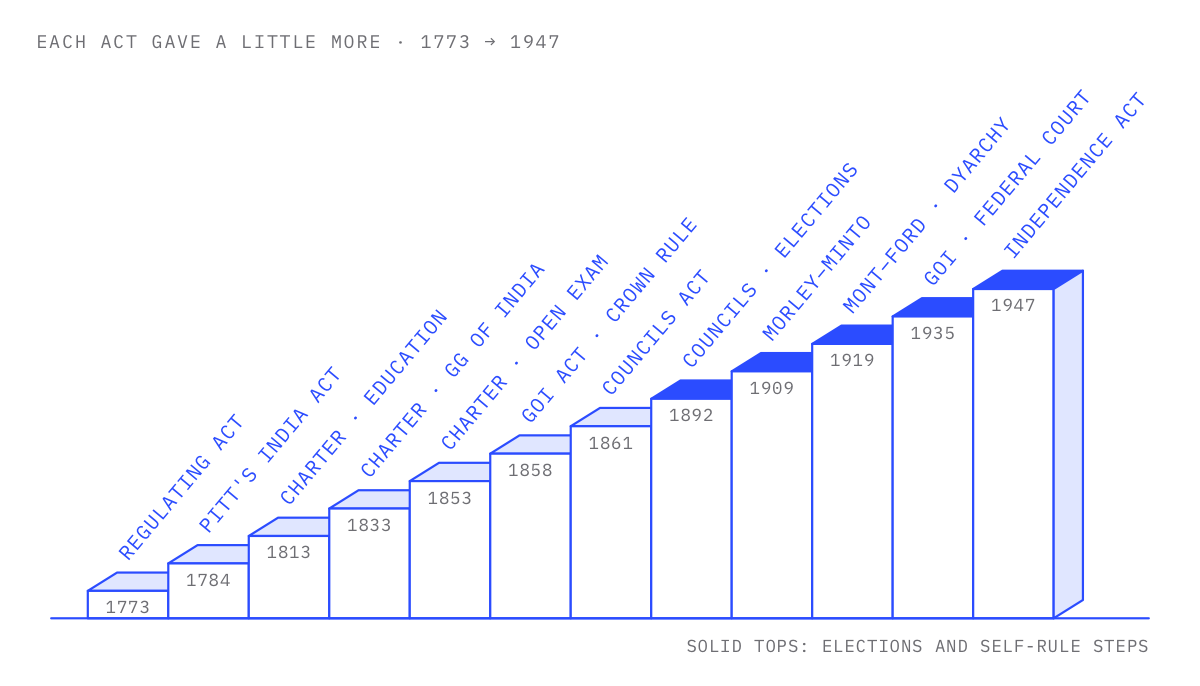 EACH ACT GAVE A LITTLE MORE · 1773 → 1947
REGULATING ACT
PITT'S INDIA ACT
CHARTER · EDUCATION
CHARTER · GG OF INDIA
CHARTER · OPEN EXAM
GOI ACT · CROWN RULE
COUNCILS ACT
COUNCILS · ELECTIONS
MORLEY–MINTO
MONT–FORD · DYARCHY
GOI · FEDERAL COURT
INDEPENDENCE ACT
1773
1784
1813
1833
1853
1858
1861
1892
1909
1919
1935
1947
SOLID TOPS: ELECTIONS AND SELF-RULE STEPS